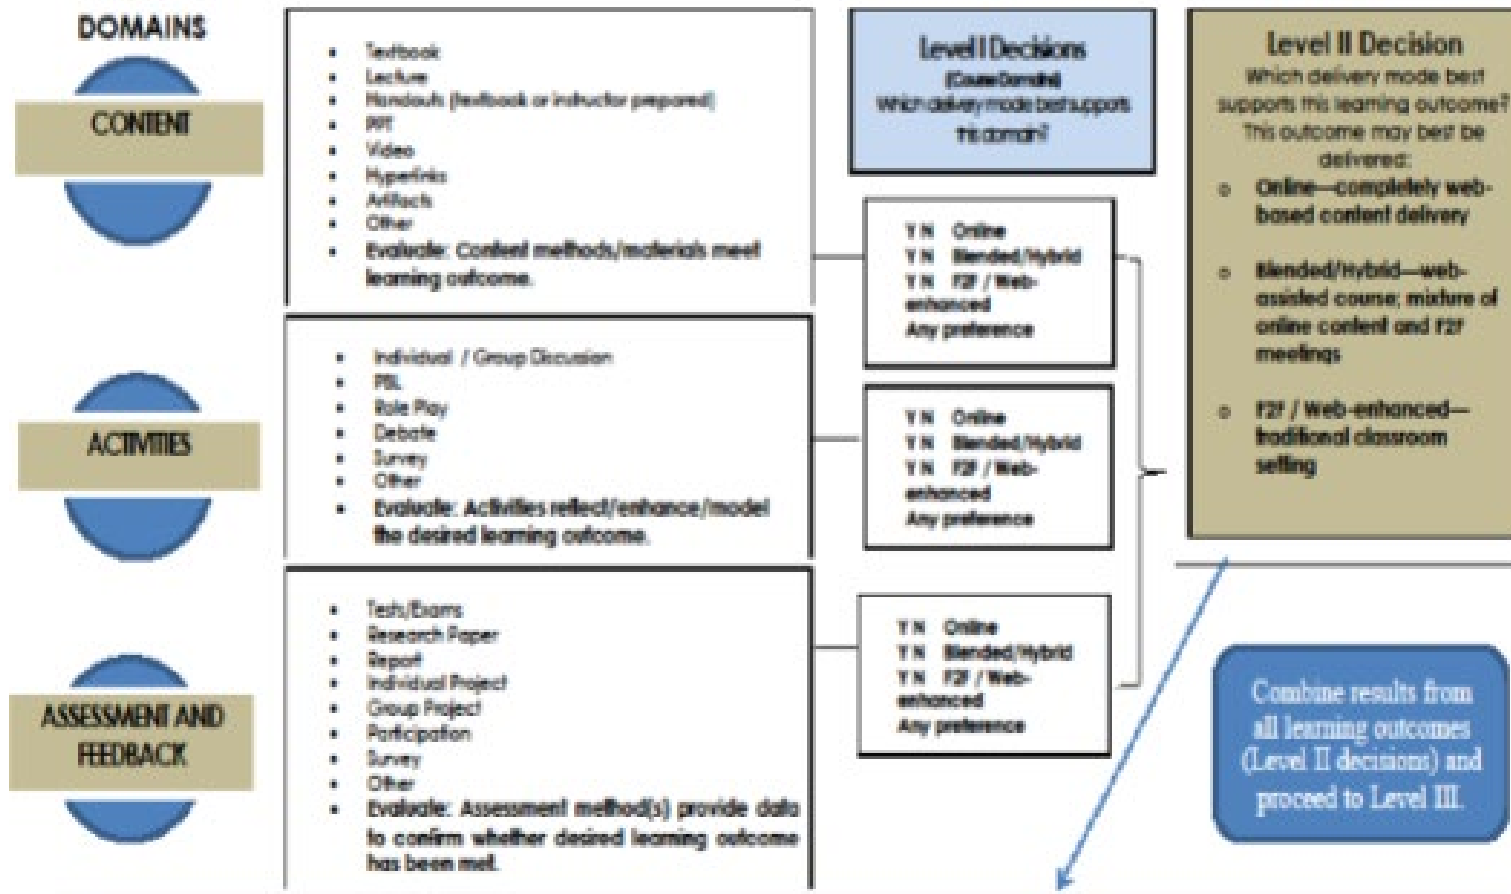 DOMAINS
CONTENT
• Textbook
• Lecture
• Handouts (textbook or instructor prepared)
• PPT
• Video
• Hyperlinks
• Artifacts
• Other
• Evaluate: Content methods/materials meet
learning outcome.
ACTIVITIES
• Individual / Group Discussion
• PBL
• Role Play
• Debate
• Survey
• Other
• Evaluate: Activities reflect/enhance/model
the desired learning outcome.
ASSESSMENT AND
FEEDBACK
• Tests/Exams
• Research Paper
• Report
• Individual Project
• Group Project
• Participation
• Survey
• Other
• Evaluate: Assessment method(s) provide data
to confirm whether desired learning outcome
has been met.
Level I Decisions
(Course Domains)
Which delivery mode best supports
this domain?
Y N Online
Y N Blended/Hybrid
Y N F2F / Web-
enhanced
Any preference
Y N Online
Y N Blended/Hybrid
Y N F2F / Web-
enhanced
Any preference
Y N Online
Y N Blended/Hybrid
Y N F2F / Web-
enhanced
Any preference
Level II Decision
Which delivery mode best
supports this learning outcome?
This outcome may best be
delivered:
o Online—completely web-
based content delivery
o Blended/Hybrid—web-
assisted course; mixture of
online content and F2F
meetings
o F2F / Web-enhanced—
traditional classroom
setting
Combine results from
all learning outcomes
(Level II decisions) and
proceed to Level III.